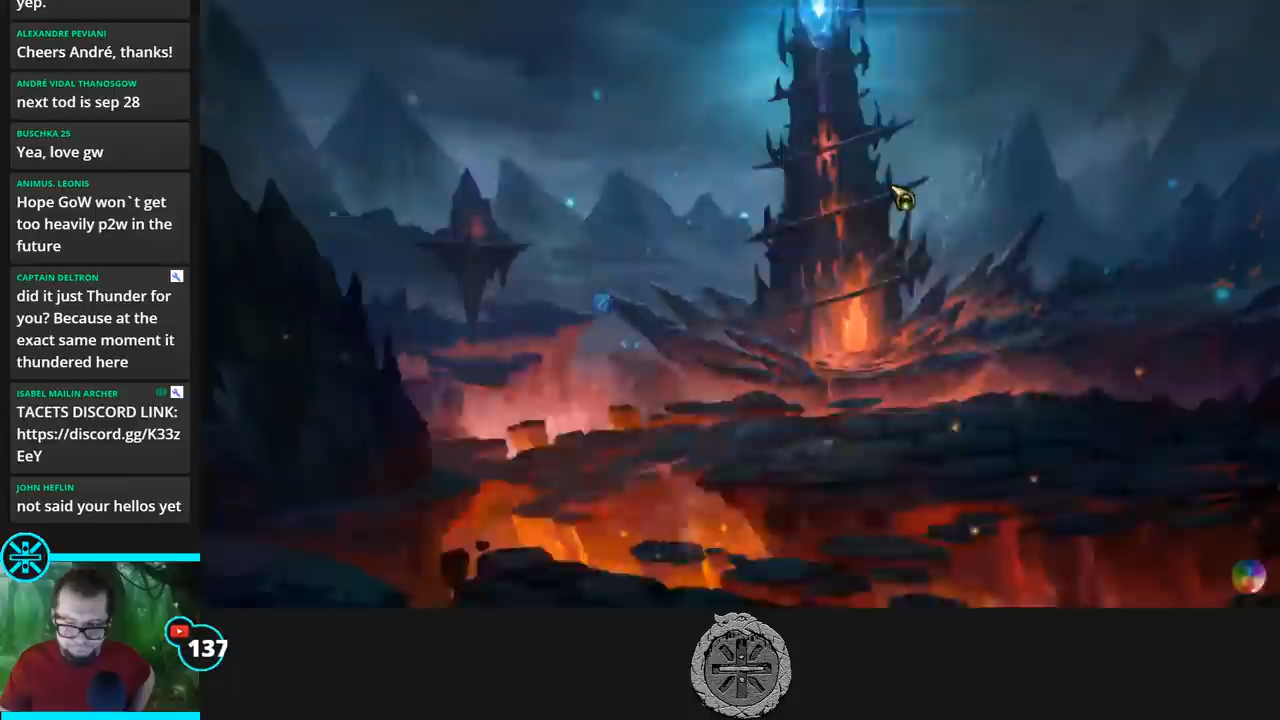 yep.
ALEXANDRE PEVIANI
Cheers André, thanks!
ANDRÉ VIDAL THANOSGOW
next tod is sep 28
BUSCHKA 25
Yea, love gw
ANIMUS. LEONIS
Hope GoW won`t get
too heavily p2w in the
future
CAPTAIN DELTRON
did it just Thunder for
you? Because at the
exact same moment it
thundered here
ISABEL MAILIN ARCHER
TACETS DISCORD LINK:
https://discord.gg/K33z
EeY
JOHN HEFLIN
not said your hellos yet
137